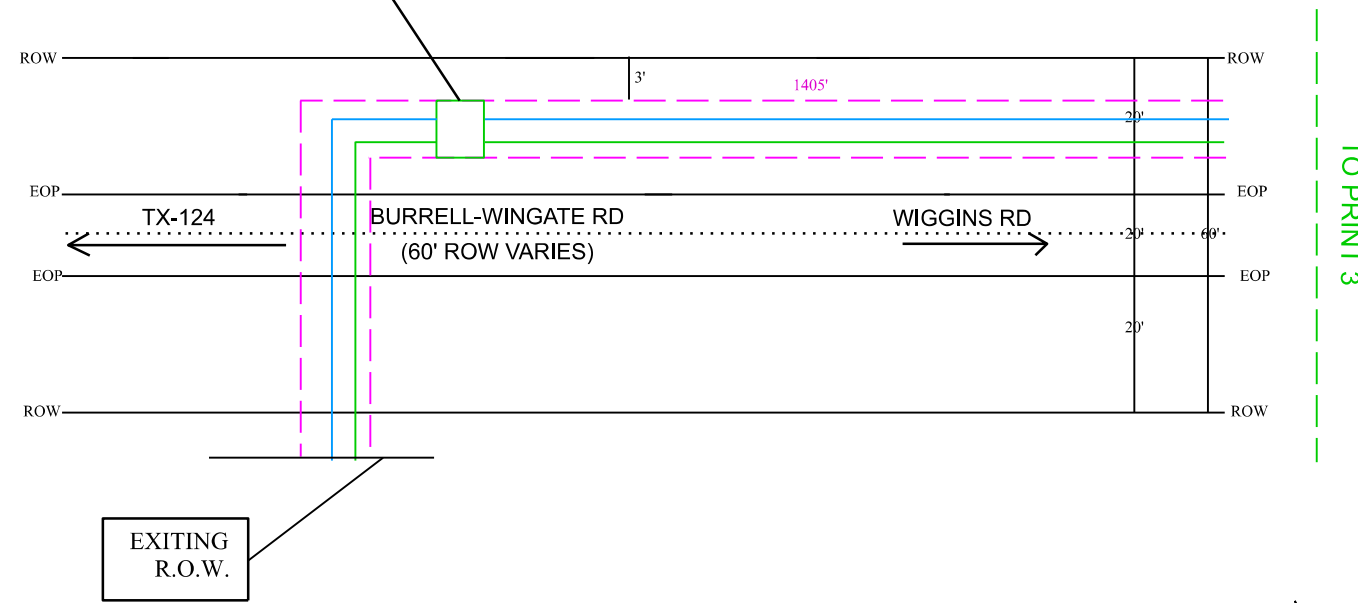 ROW
ROW
3'
1405'
20'
EOP
EOP
TX-124
BURRELL-WINGATE RD
WIGGINS RD
20'
60'
(60' ROW VARIES)
EOP
EOP
20'
ROW
ROW
EXITING
R.O.W.
TO PRINT 3